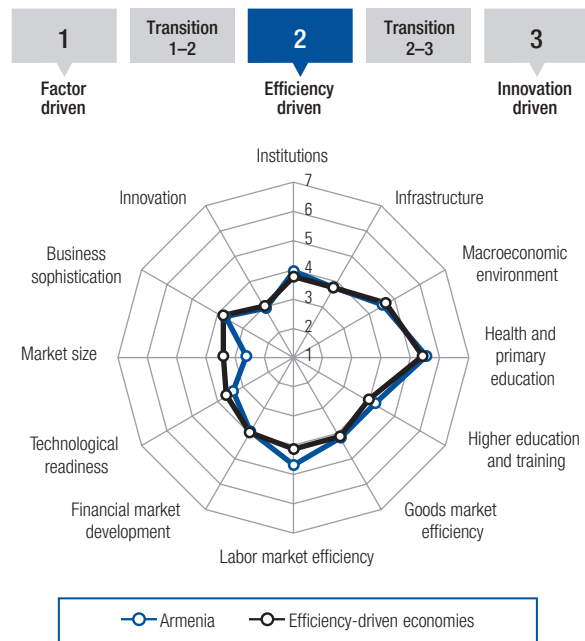 1
Transition
1–2
2
Transition
2–3
3
Factor
driven
Efficiency
driven
Innovation
driven
Institutions
Innovation
7
Infrastructure
6
5
Business
sophistication
4
Macroeconomic
environment
3
2
Market size
1
Health and
primary
education
Technological
readiness
Higher education
and training
Financial market
development
Goods market
efficiency
Labor market efficiency
Armenia
Efficiency-driven economies